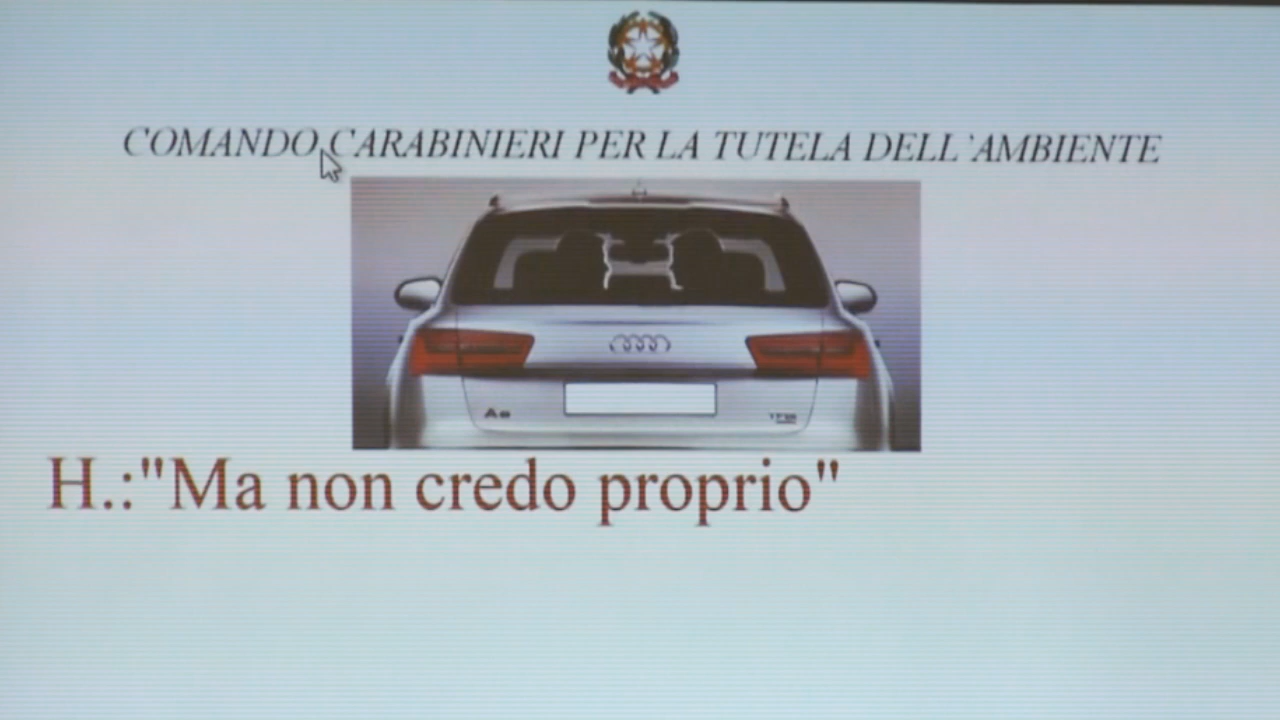 COMANDO CARABINIERI PER LA TUTELA DELL'AMBIENTE
A6
H.:"Ma non credo proprio"